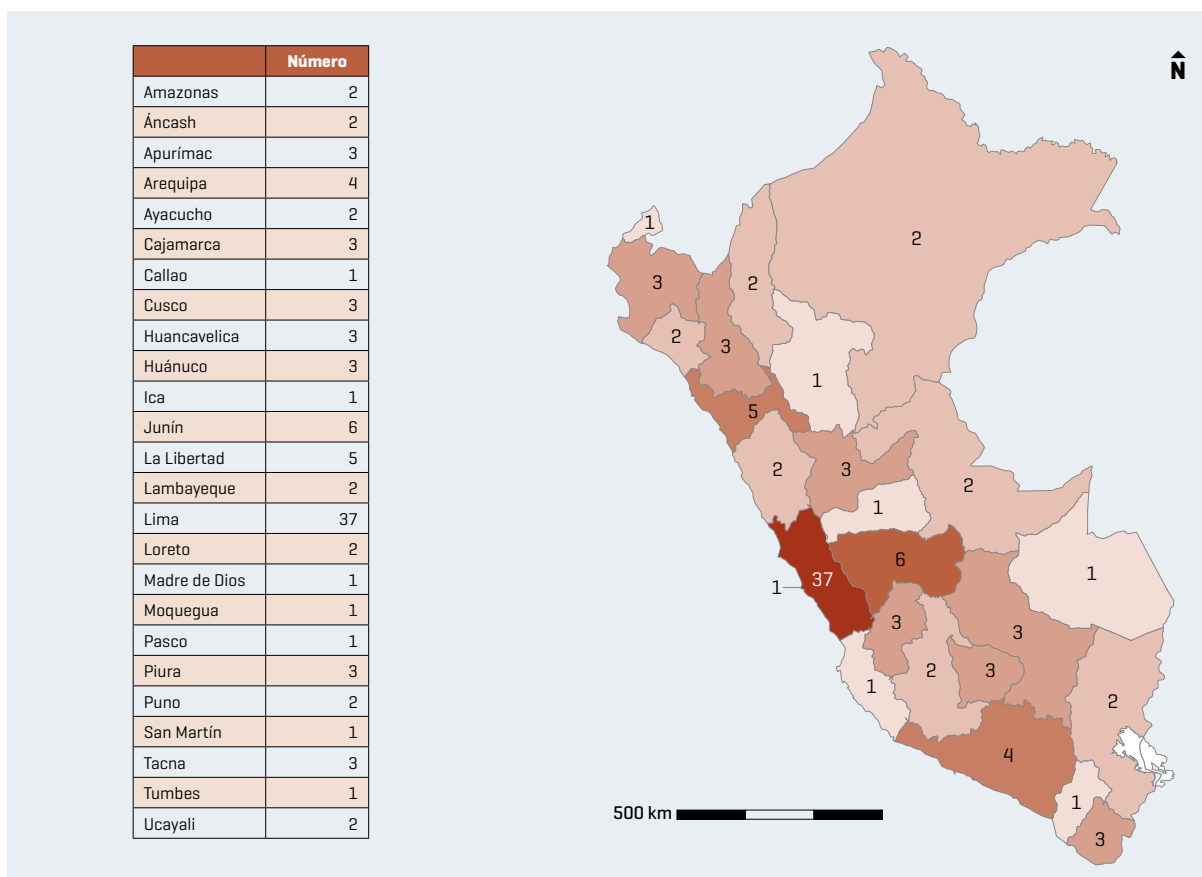 Número
Amazonas 2
Áncash 2
Apurímac 3
Arequipa 4
Ayacucho 2
Cajamarca 3
Callao 1
Cusco 3
Huancavelica 3
Huánuco 3
Ica 1
Junín 6
La Libertad 5
Lambayeque 2
Lima 37
Loreto 2
Madre de Dios 1
Moquegua 1
Pasco 1
Piura 3
Puno 2
San Martín 1
Tacna 3
Tumbes 1
Ucayali 2
N
1
2
3
2
2
3
1
5
2
3
2
1
6
1
37
1
3
3
2
3
1
2
4
1
3
500 km